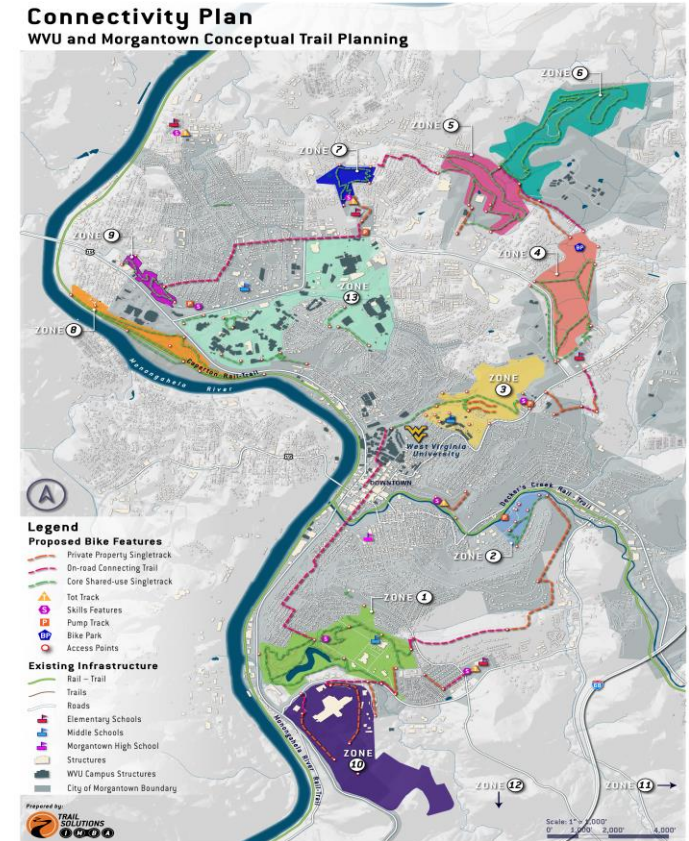 Connectivity Plan
WVU and Morgantown Conceptual Trail Planning
ZONE 6
ZONE 5
ZONE 7
ZONE 9
ZONE 4
BP
ZONE
13
ZONE 8
Caperton Rail-Trail
Monongahela River
ZONE
3
West Virginia
University
DOWNTOWN
Decker's Creek Rail-Trail
ZONE 2
ZONE 1
A
Legend
Proposed Bike Features
Private Property Singletrack
On-road Connecting Trail
Core Shared-use Singletrack
Tot Track
S Skills Features
P Pump Track
BP Bike Park
Access Points
Existing Infrastructure
Rail – Trail
Trails
Roads
Elementary Schools
Middle Schools
Morgantown High School
Structures
WVU Campus Structures
City of Morgantown Boundary
Monongahela River Rail-Trail
ZONE
10
68
ZONE 12
ZONE 11
Prepared by:
TRAIL
SOLUTIONS
IMBA
Scale: 1" = 2,000'
0' 1,000' 2,000' 4,000'